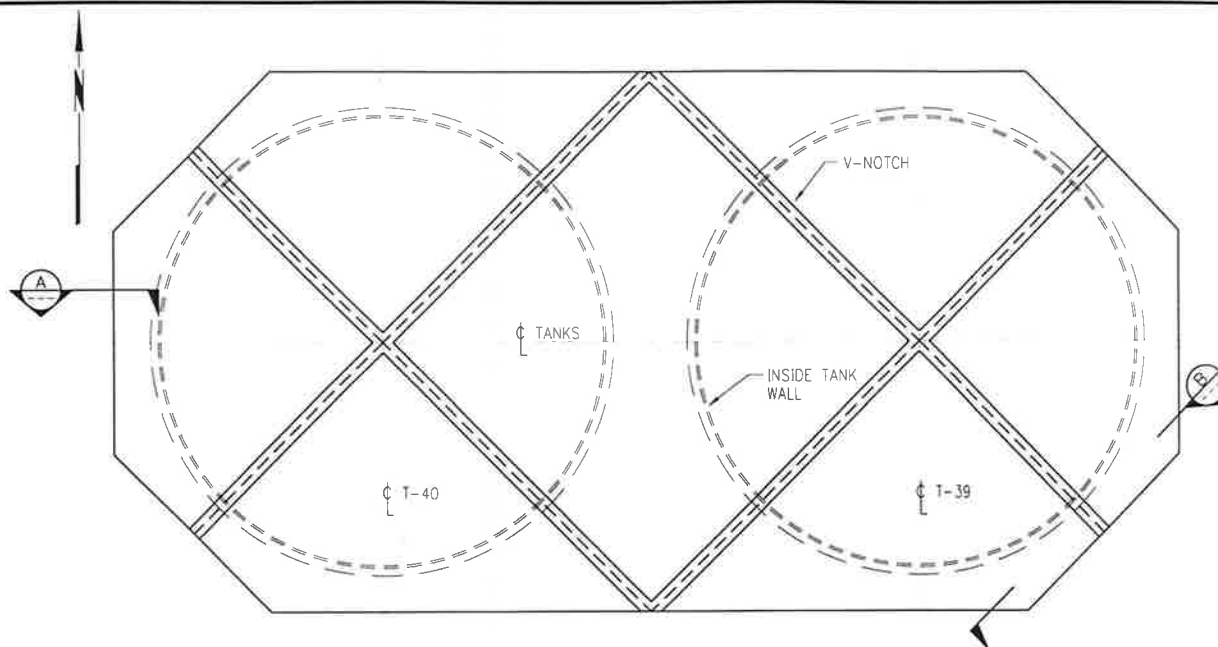 N
V-NOTCH
A
℄ TANKS
INSIDE TANK
WALL
B
℄ T-40
℄ T-39